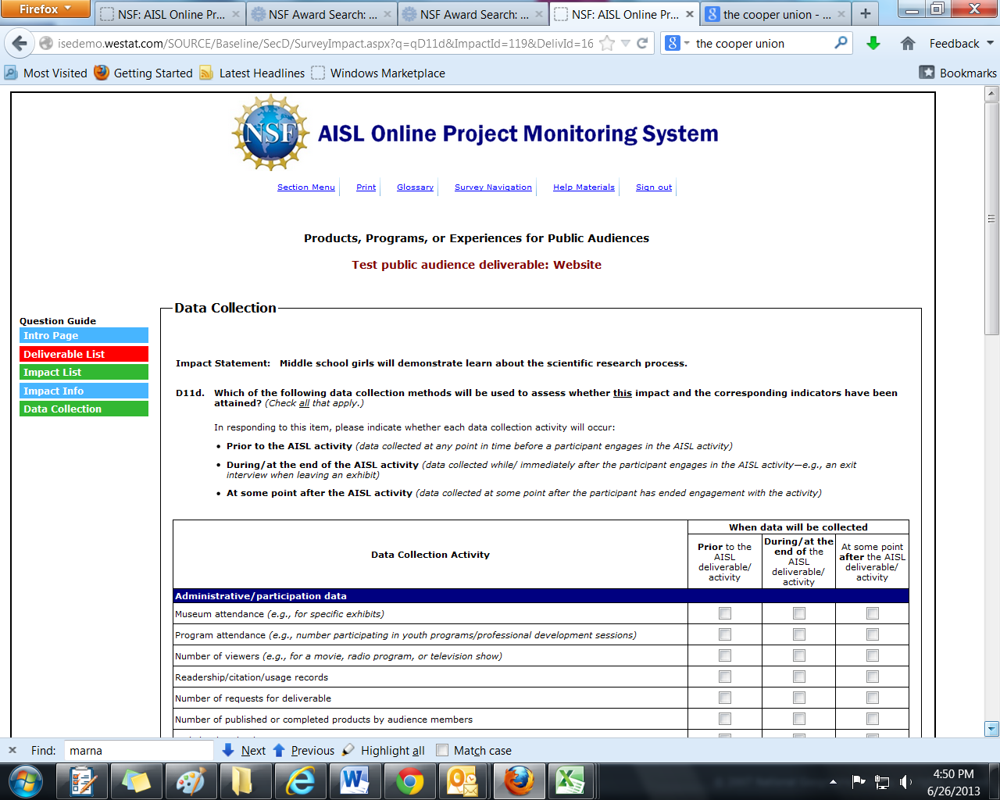 Firefox
NSF: AISL Online Pr...
NSF Award Search: ...
NSF Award Search: ...
NSF: AISL Online Pr...
the cooper union - ...
isedemo.westat.com/SOURCE/Baseline/SecD/SurveyImpact.aspx?q=qD11d&ImpactId=119&DelivId=16
the cooper union
Feedback
Most Visited
Getting Started
Latest Headlines
Windows Marketplace
Bookmarks
NSF
AISL Online Project Monitoring System
Section Menu
Print
Glossary
Survey Navigation
Help Materials
Sign out
Products, Programs, or Experiences for Public Audiences
Test public audience deliverable: Website
Question Guide
Intro Page
Deliverable List
Impact List
Impact Info
Data Collection
Data Collection
Impact Statement: Middle school girls will demonstrate learn about the scientific research process.
D11d. Which of the following data collection methods will be used to assess whether this impact and the corresponding indicators have been
attained? (Check all that apply.)
In responding to this item, please indicate whether each data collection activity will occur:
• Prior to the AISL activity (data collected at any point in time before a participant engages in the AISL activity)
• During/at the end of the AISL activity (data collected while/ immediately after the participant engages in the AISL activity—e.g., an exit
interview when leaving an exhibit)
• At some point after the AISL activity (data collected at some point after the participant has ended engagement with the activity)
Data Collection Activity
When data will be collected
Prior to the
AISL
deliverable/
activity
During/at the
end of the
AISL
deliverable/
activity
At some point
after the AISL
deliverable/
activity
Administrative/participation data
Museum attendance (e.g., for specific exhibits)
Program attendance (e.g., number participating in youth programs/professional development sessions)
Number of viewers (e.g., for a movie, radio program, or television show)
Readership/citation/usage records
Number of requests for deliverable
Number of published or completed products by audience members
Find: marna
Next
Previous
Highlight all
Match case
4:50 PM
6/26/2013